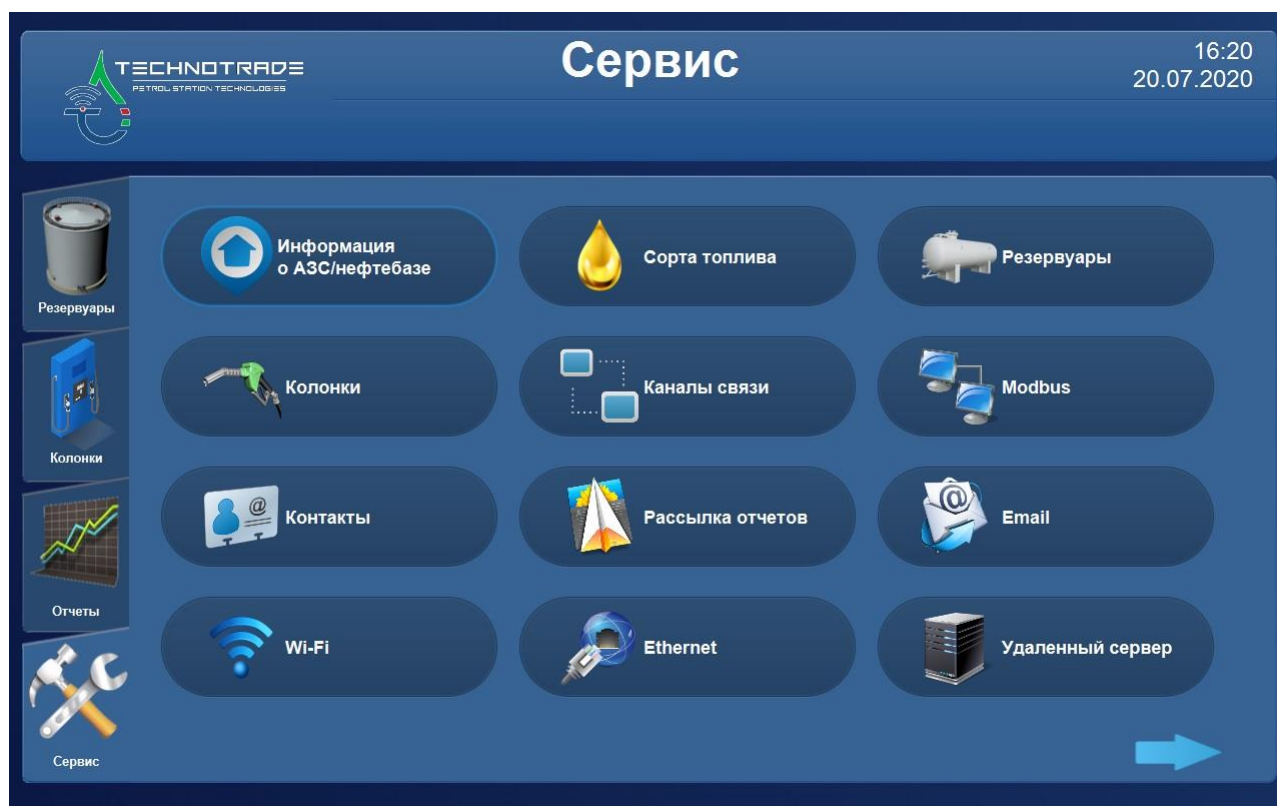 TECHNOTRADE
PETROL STATION TECHNOLOGIES
Сервис
16:20
20.07.2020
Резервуары
Колонки
Отчеты
Сервис
Информация
о АЗС/нефтебазе
Сорта топлива
Резервуары
Колонки
Каналы связи
Modbus
Контакты
Рассылка отчетов
Email
Wi-Fi
Ethernet
Удаленный сервер